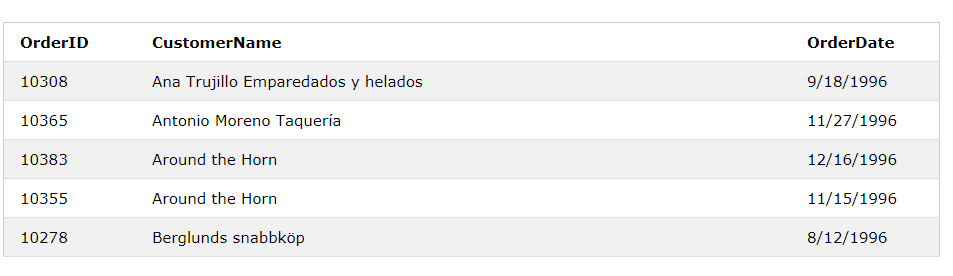 OrderID CustomerName OrderDate
10308 Ana Trujillo Emparedados y helados 9/18/1996
10365 Antonio Moreno Taquería 11/27/1996
10383 Around the Horn 12/16/1996
10355 Around the Horn 11/15/1996
10278 Berglunds snabbköp 8/12/1996